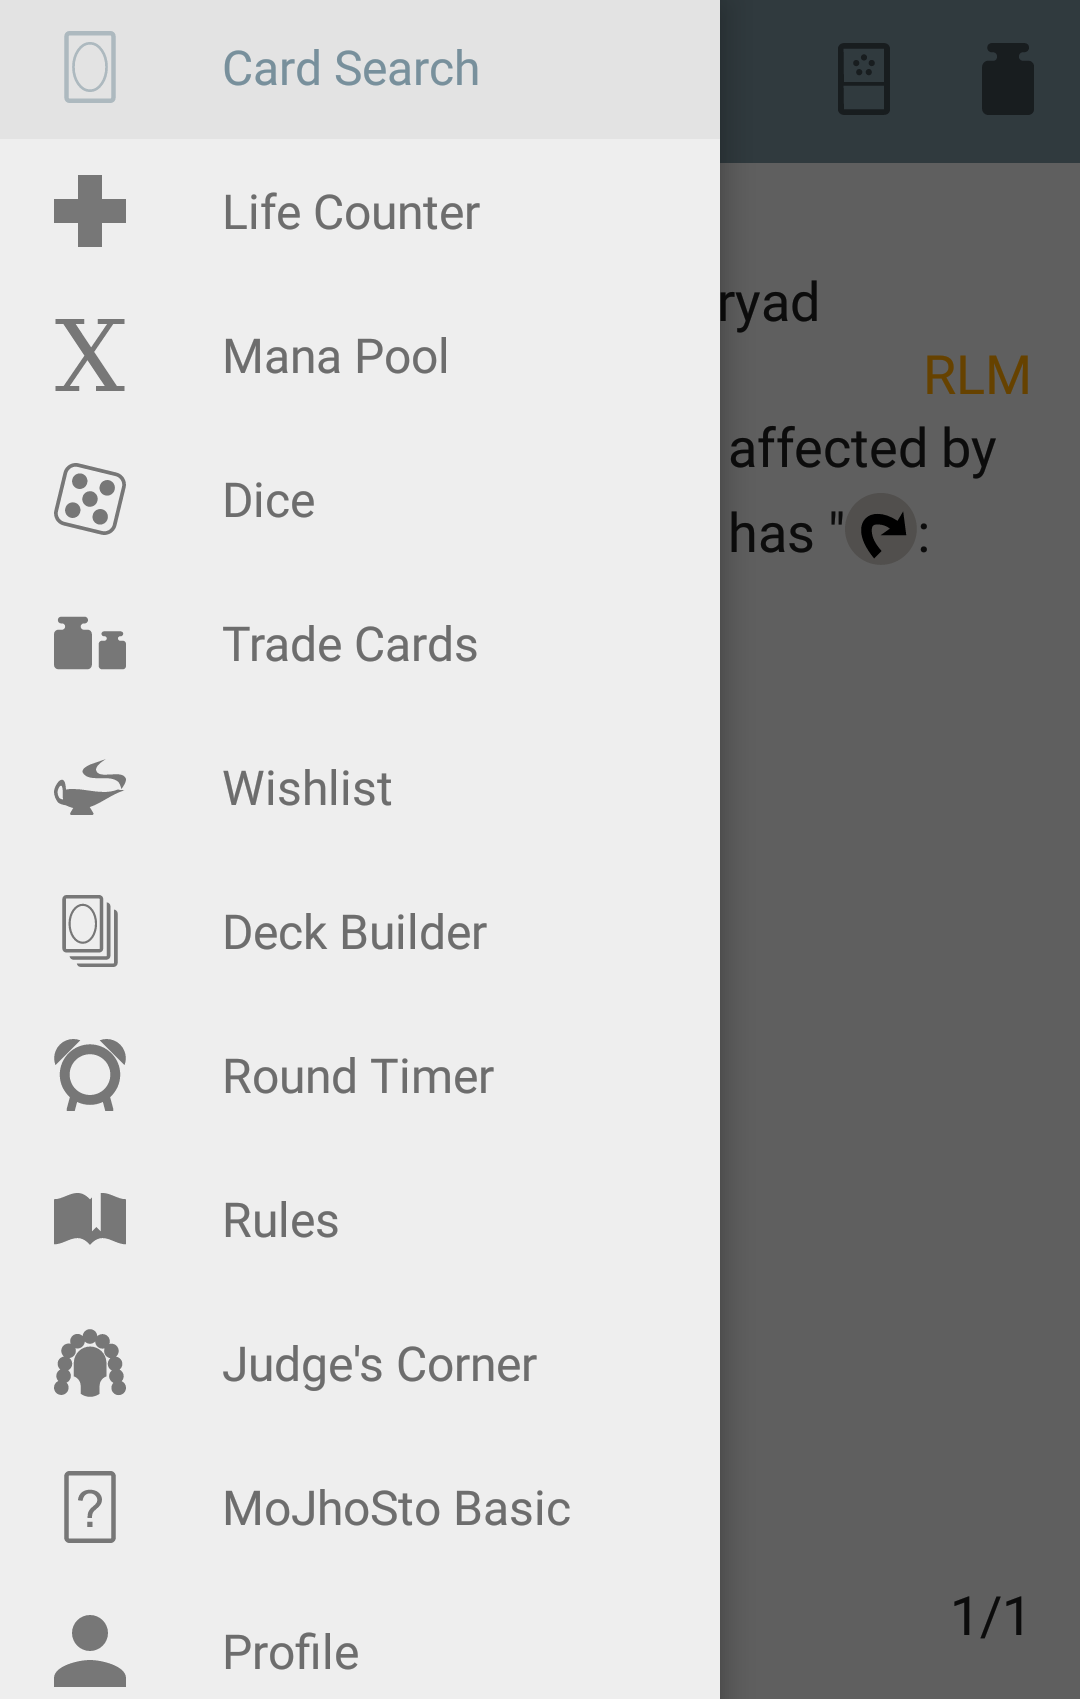 Card Search
Life Counter
Mana Pool
Dice
Trade Cards
Wishlist
Deck Builder
Round Timer
Rules
Judge's Corner
MoJhoSto Basic
Profile
ryad
RLM
affected by
has " :
1/1